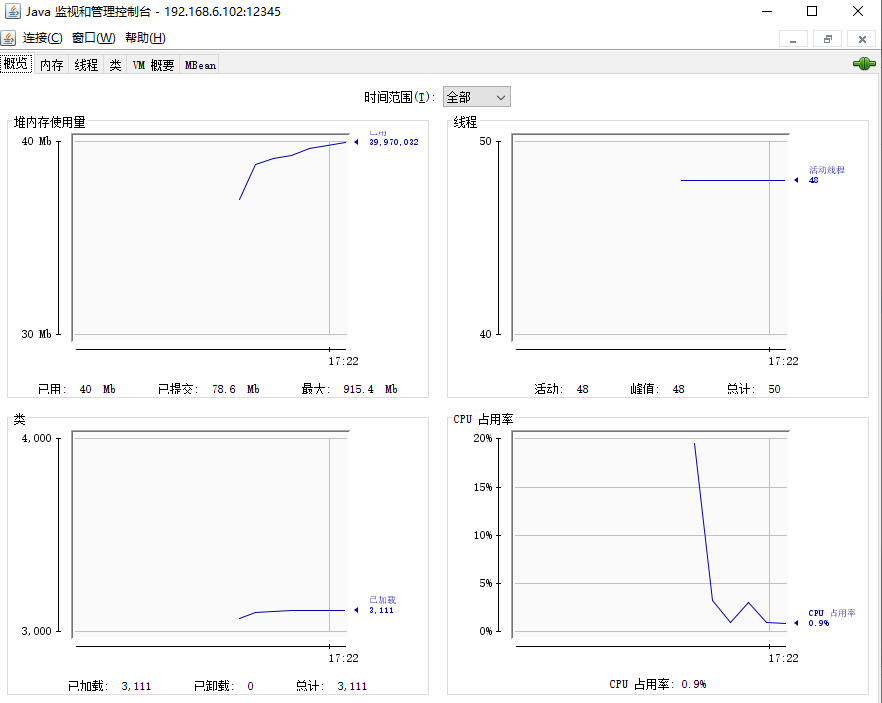 Java 监视和管理控制台 - 192.168.6.102:12345
连接(C) 窗口(W) 帮助(H)
概览 内存 线程 类 VM 概要 MBean
时间范围(T): 全部
堆内存使用量
40 Mb
已用
39,970,032
30 Mb
17:22
已用: 40 Mb 已提交: 78.6 Mb 最大: 915.4 Mb
线程
50
活动线程
48
40
17:22
活动: 48 峰值: 48 总计: 50
类
4,000
已加载
3,111
3,000
17:22
已加载: 3,111 已卸载: 0 总计: 3,111
CPU 占用率
20%
15%
10%
5%
0%
CPU 占用率
0.9%
17:22
CPU 占用率: 0.9%